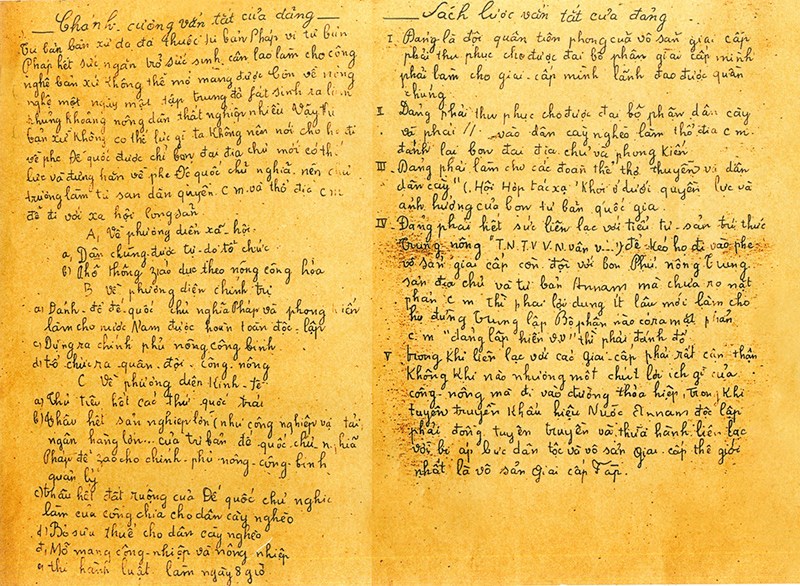 Chanh cương vắn tắt cửa đảng
Tư bản bản xứ do đã thuộc tư bản Pháp vì tư bản
Pháp hết sức ngăn trở sức sinh cản lao làm cho công
nghệ bản xứ không thể mở mang được Còn về nông
nghệ một ngày một tập trung đồ fát sinh ra lắm
khung khoảng nông dân thất nghiệp nhiều Vậy tư
bản xứ không có thế lực gì ta không nên nói cho họ đi
về phe Đế quốc được chỉ bọn đại địa chủ mới có thế
lực và đứng hẳn về phe Đế quốc chủ nghĩa nên chủ
trương làm tư san dân quyền C.m. và thổ địa C m
để đi với xa hội cong sản
A, Về phương diện xã hội
a, Dân chung được tự do tổ chức
b) Phổ thông záo dục theo nông công hóa
B Về phương diện chính trị
a) Đánh đổ đế quốc chủ nghĩa Pháp và phong kiến
làm cho nước Nam được hoàn toàn độc lập
c) Dựng ra chính phủ nông công binh
d) tổ chức ra quân đội công nông
C Về phương diện Kinh tế
a) Thủ tiêu hết các thứ quốc trái
b) thâu hết sản nghiệp lớn (như công nghiệp vận tải
ngân hàng lớn... của tư bản đế quốc chủ nghĩa
Pháp để záo cho chính phủ nông công binh
quản lý
c) thâu hết đất ruộng của Đế quốc chủ nghĩa
làm của công chia cho dân cày nghèo
d) Bỏ sưu thuế cho dân cày nghèo
đ) Mở mang công nghiệp và nông nhiệp
e) thi hành luật làm ngày 8 giờ
Sách lược vắn tắt cửa đảng
I. Đảng là đội quân tiên phong của vô sản giai cấp
phải thu phục cho được đại bộ phận giai cấp mình
phải làm cho giai cấp mình lãnh đạo được quần
chúng.
II Đảng phải thu phục cho được đại bộ phận dân cày
và phải // vào dân cày nghèo làm thổ địa c m.
đánh lại bọn đại địa chủ và phong Kiến
III Đảng phải làm cho các đoàn thể thợ thuyền và dân
dân cày" (Hội Hợp tác xạ" Khỏi ở dưới quyền lực và
ảnh hưởng của bọn tư bản quốc gia.
IV Đảng phải hết sức liên lạc với tiểu tư sản trí thức
trung nông "T.N. T V V.N. vân v...!) để kéo họ đi vào phe
vô sản giai cấp còn đối với bọn Phú nông trung
sản địa chủ và tư bản Annam mà chưa ro mặt
phản c m thì phải lợi dụng ít lâu mới làm cho
họ đứng trung lập Bộ phận nào córa mặt phản
c. m "đảng lập hiến v.v" thì phải đánh đổ
V trong khi liên lạc với các giai cấp phải rất cẩn thận
không khi nào nhường một chút lợi ích gì của
công nông mà đi vào đường thỏa hiệp, trong khi
tuyên truyền khẩu hiệu Nước Annam độc lập
phải đồng tuyên truyền và thừa hành liên lạc
với bị áp bức dân tộc và vô sản giai cấp thế giới
nhất là vô sản giai cấp Fáp.